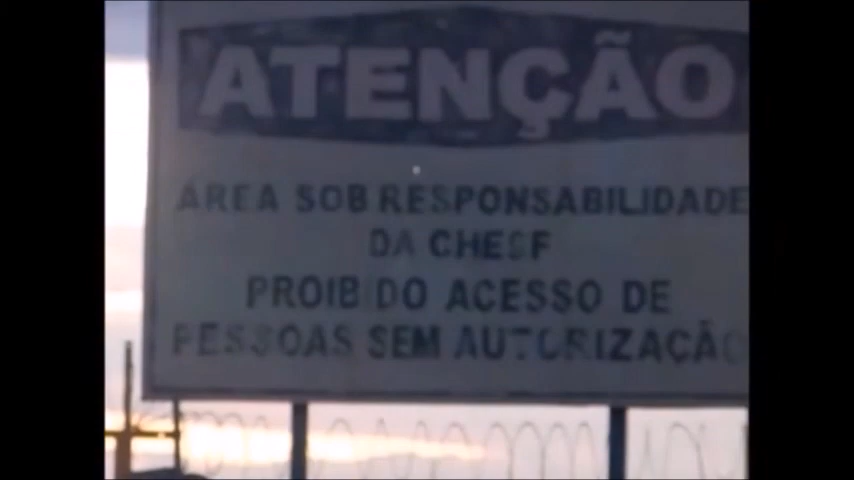 ATENÇÃO
ÁREA SOB RESPONSABILIDADE
DA CHESF
PROIBIDO ACESSO DE
PESSOAS SEM AUTORIZAÇÃO